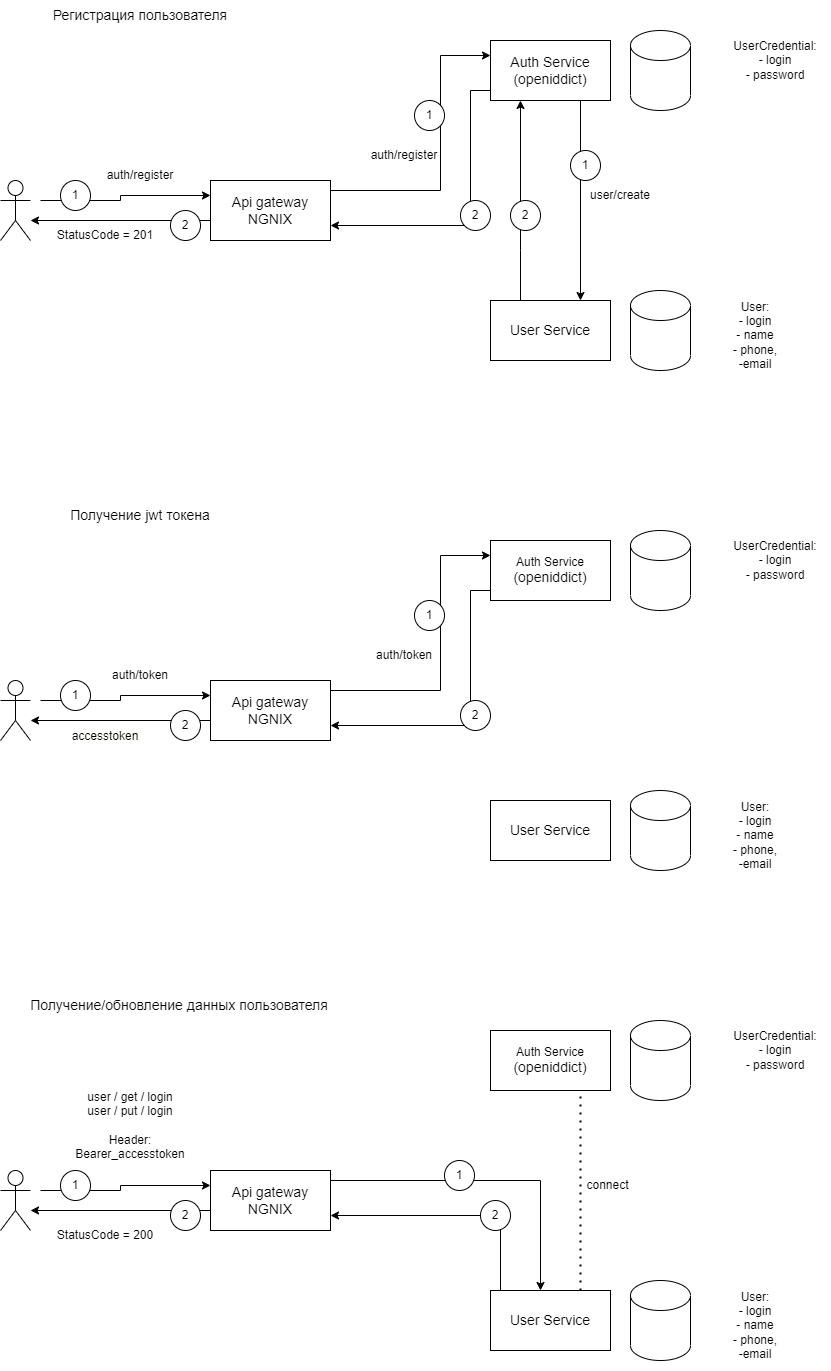 Регистрация пользователя
Auth Service
(openiddict)
UserCredential:
- login
- password
1
auth/register
1
user/create
auth/register
1
Api gateway
NGNIX
2
StatusCode = 201
2
2
User Service
User:
- login
- name
- phone,
-email
Получение jwt токена
Auth Service
(openiddict)
UserCredential:
- login
- password
1
auth/token
auth/token
1
Api gateway
NGNIX
2
accesstoken
2
User Service
User:
- login
- name
- phone,
-email
Получение/обновление данных пользователя
Auth Service
(openiddict)
UserCredential:
- login
- password
user / get / login
user / put / login
Header:
Bearer_accesstoken
1
Api gateway
NGNIX
1
connect
2
StatusCode = 200
2
User Service
User:
- login
- name
- phone,
-email